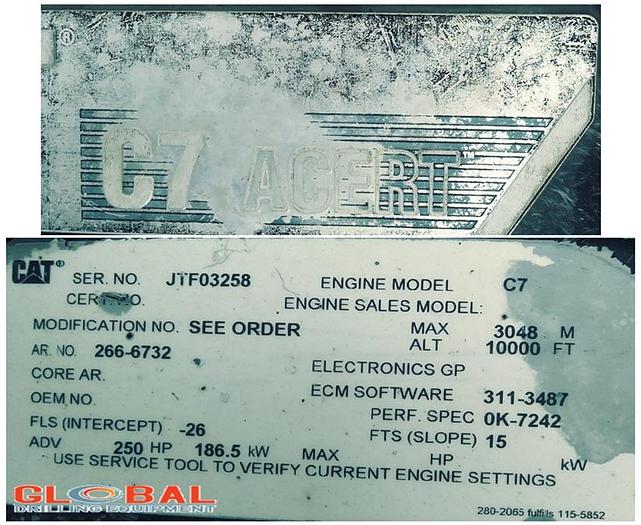 ®
C7 ACERT™
CAT® SER. NO. JTF03258 ENGINE MODEL C7
CERT. NO. ENGINE SALES MODEL:
MODIFICATION NO. SEE ORDER MAX 3048 M
ALT 10000 FT
AR. NO. 266-6732
CORE AR. ELECTRONICS GP
OEM NO. ECM SOFTWARE 311-3487
PERF. SPEC 0K-7242
FLS (INTERCEPT) -26 FTS (SLOPE) 15
ADV 250 HP 186.5 kW MAX HP kW
USE SERVICE TOOL TO VERIFY CURRENT ENGINE SETTINGS
GLOBAL
DRILLING EQUIPMENT
280-2065 fulfills 115-5852